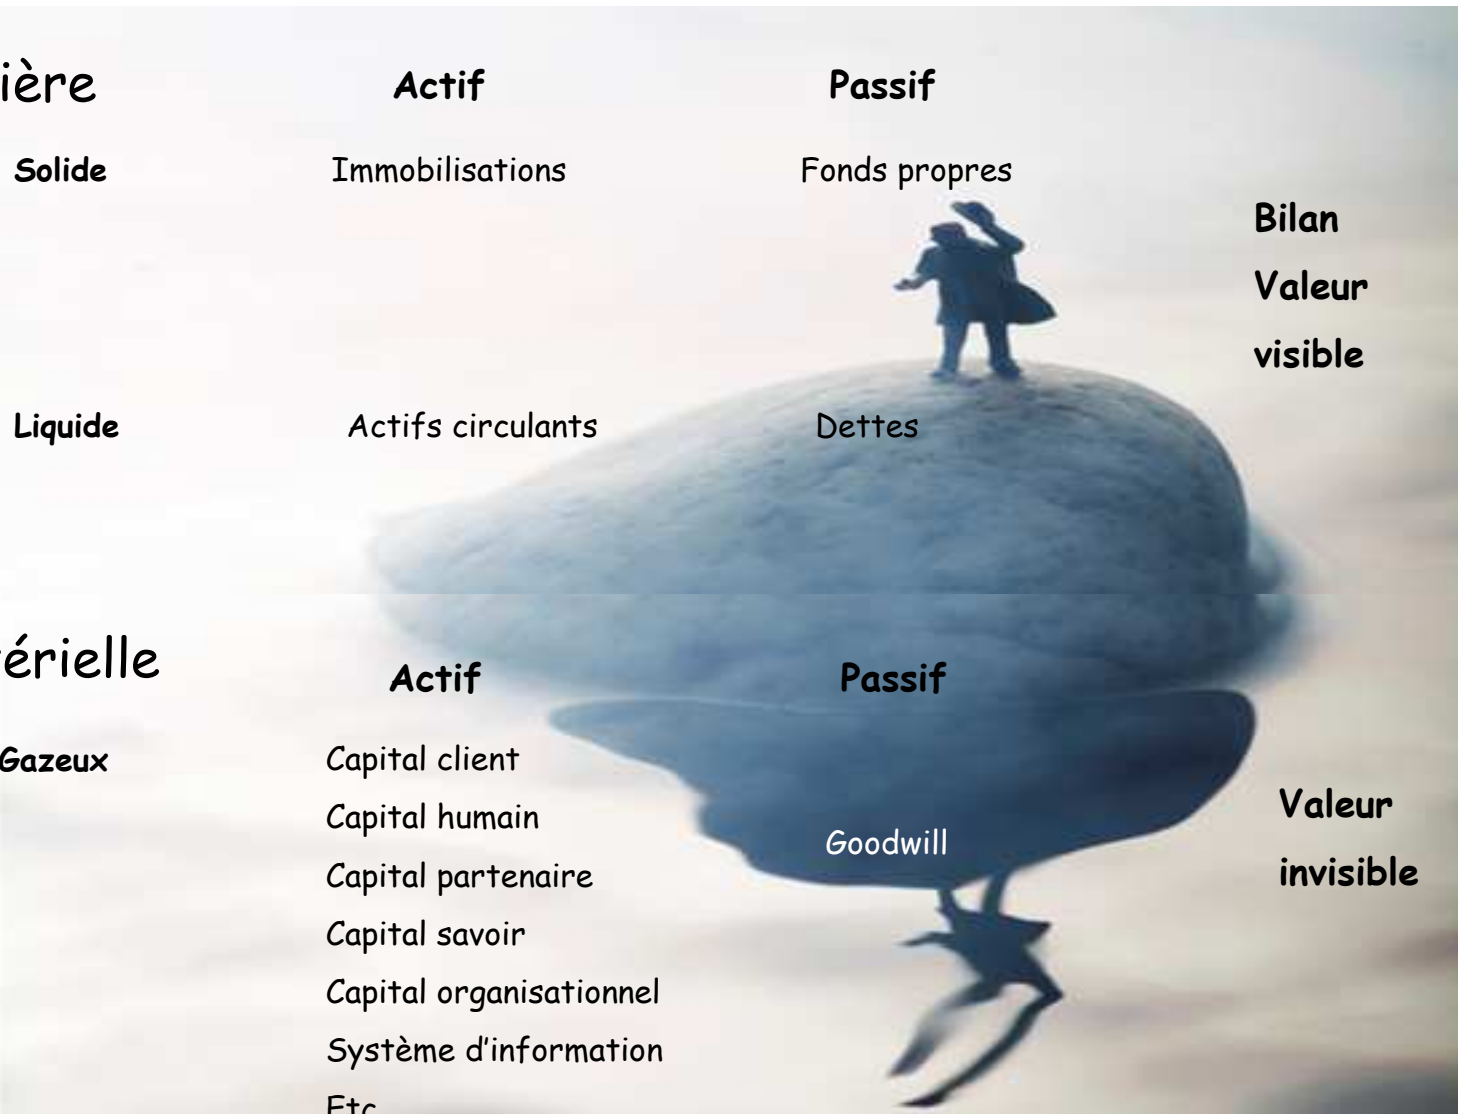 ière Actif Passif
Solide Immobilisations Fonds propres
Bilan
Valeur
visible
Liquide Actifs circulants Dettes
érielle Actif Passif
Gazeux Capital client
Capital humain
Capital partenaire
Capital savoir
Capital organisationnel
Système d'information
Etc
Goodwill
Valeur
invisible